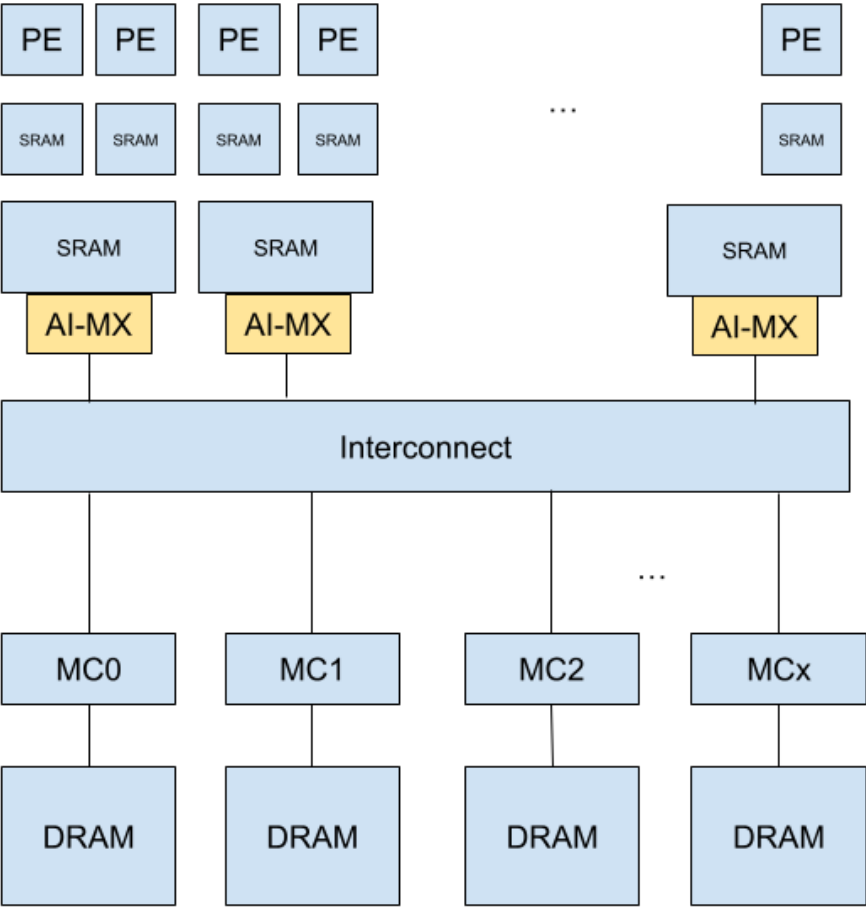 PE PE PE PE PE
...
SRAM SRAM SRAM SRAM SRAM
SRAM SRAM SRAM
AI-MX AI-MX AI-MX
Interconnect
...
MC0 MC1 MC2 MCx
DRAM DRAM DRAM DRAM